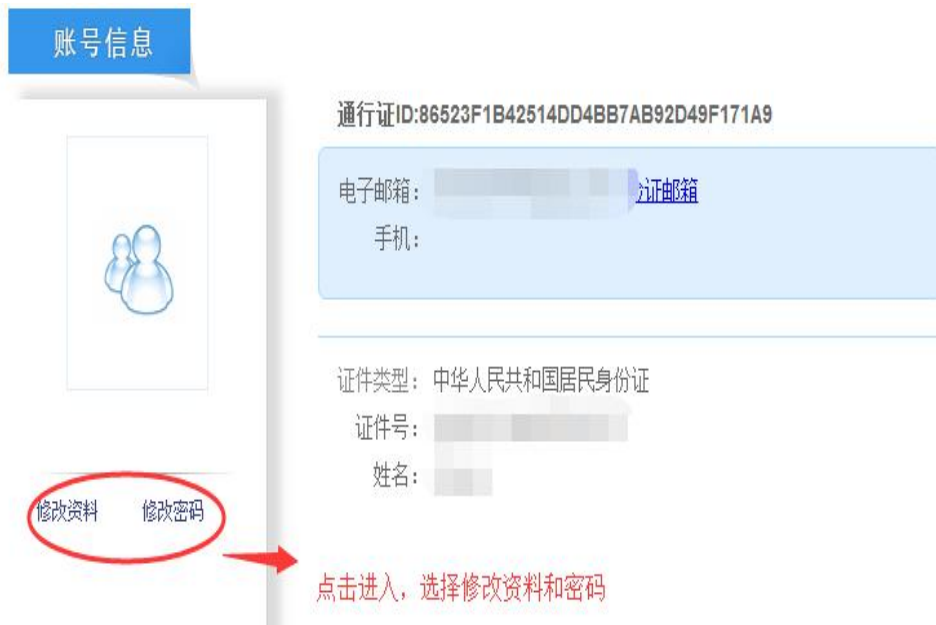 账号信息
通行证ID:86523F1B42514DD4BB7AB92D49F171A9
电子邮箱： 验证邮箱
手机：
证件类型：中华人民共和国居民身份证
证件号：
姓名：
修改资料 修改密码
点击进入，选择修改资料和密码